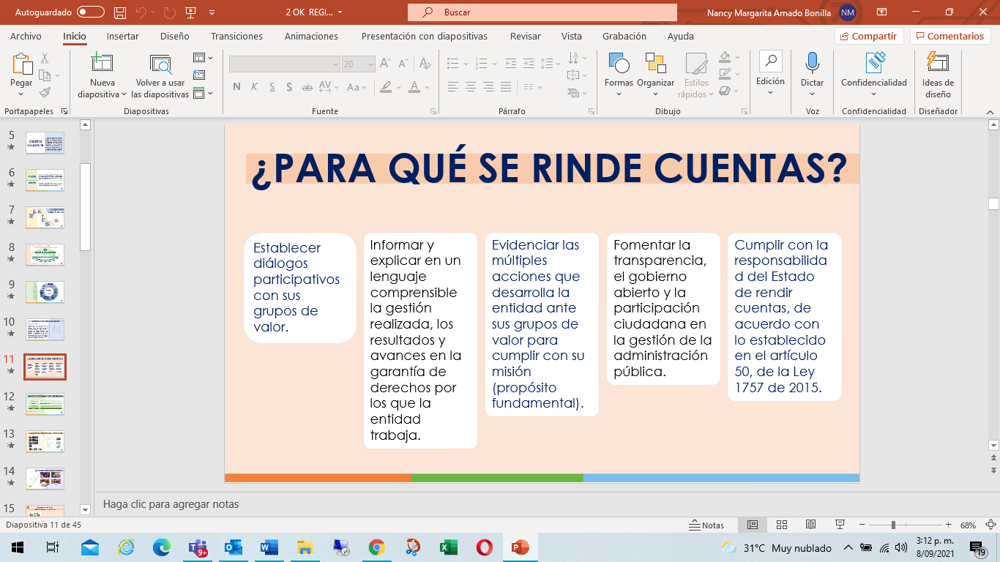 Autoguardado
2 OK REGI...
Buscar
Nancy Margarita Amado Bonilla
NM
Archivo
Inicio
Insertar
Diseño
Transiciones
Animaciones
Presentación con diapositivas
Revisar
Vista
Grabación
Ayuda
Compartir
Comentarios
Pegar
Portapapeles
Nueva
diapositiva
Volver a usar
las diapositivas
Diapositivas
20
N K S S ab AV Aa A
Fuente
Párrafo
Formas
Organizar
Estilos
rápidos
Dibujo
Edición
Dictar
Voz
Confidencialidad
Confidencialidad
Ideas de
diseño
Diseñador
5
6
7
8
9
10
11
12
13
14
15
¿PARA QUÉ SE RINDE CUENTAS?
Establecer
diálogos
participativos
con sus
grupos de
valor.
Informar y
explicar en un
lenguaje
comprensible
la gestión
realizada, los
resultados y
avances en la
garantía de
derechos por
los que la
entidad
trabaja.
Evidenciar las
múltiples
acciones que
desarrolla la
entidad ante
sus grupos de
valor para
cumplir con su
misión
(propósito
fundamental).
Fomentar la
transparencia,
el gobierno
abierto y la
participación
ciudadana en
la gestión de la
administración
pública.
Cumplir con la
responsabilida
d del Estado
de rendir
cuentas, de
acuerdo con
lo establecido
en el artículo
50, de la Ley
1757 de 2015.
Haga clic para agregar notas
Diapositiva 11 de 45
Notas
68%
9+
31°C Muy nublado
3:12 p. m.
8/09/2021
19